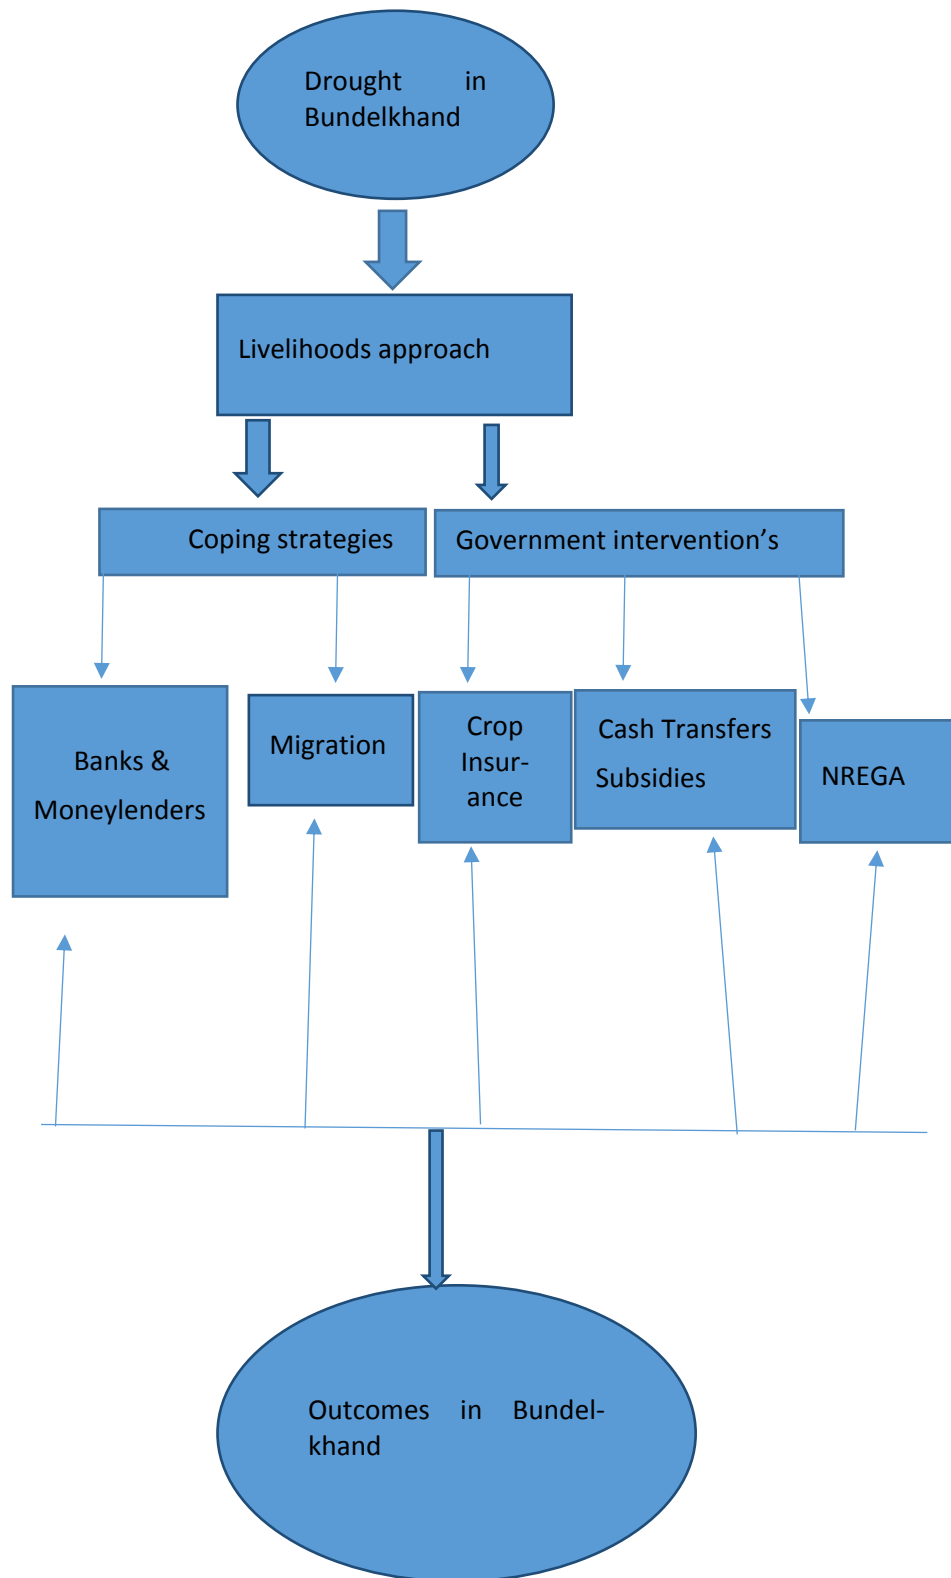 Drought in
Bundelkhand
Livelihoods approach
Coping strategies
Government intervention’s
Banks &
Moneylenders
Migration
Crop
Insur-
ance
Cash Transfers
Subsidies
NREGA
Outcomes in Bundel-
khand